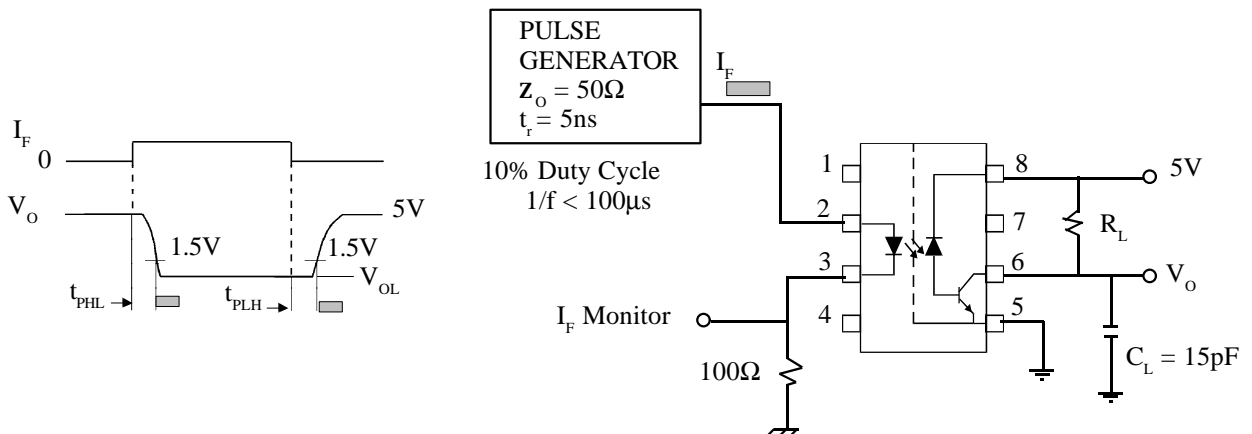 I_F
0
V_O
5V
1.5V
1.5V
V_OL
t_PHL
t_PLH
PULSE
GENERATOR
Z_O = 50Ω
t_r = 5ns
I_F
10% Duty Cycle
1/f < 100μs
1
2
3
4
8
7
6
5
5V
R_L
V_O
C_L = 15pF
I_F Monitor
100Ω